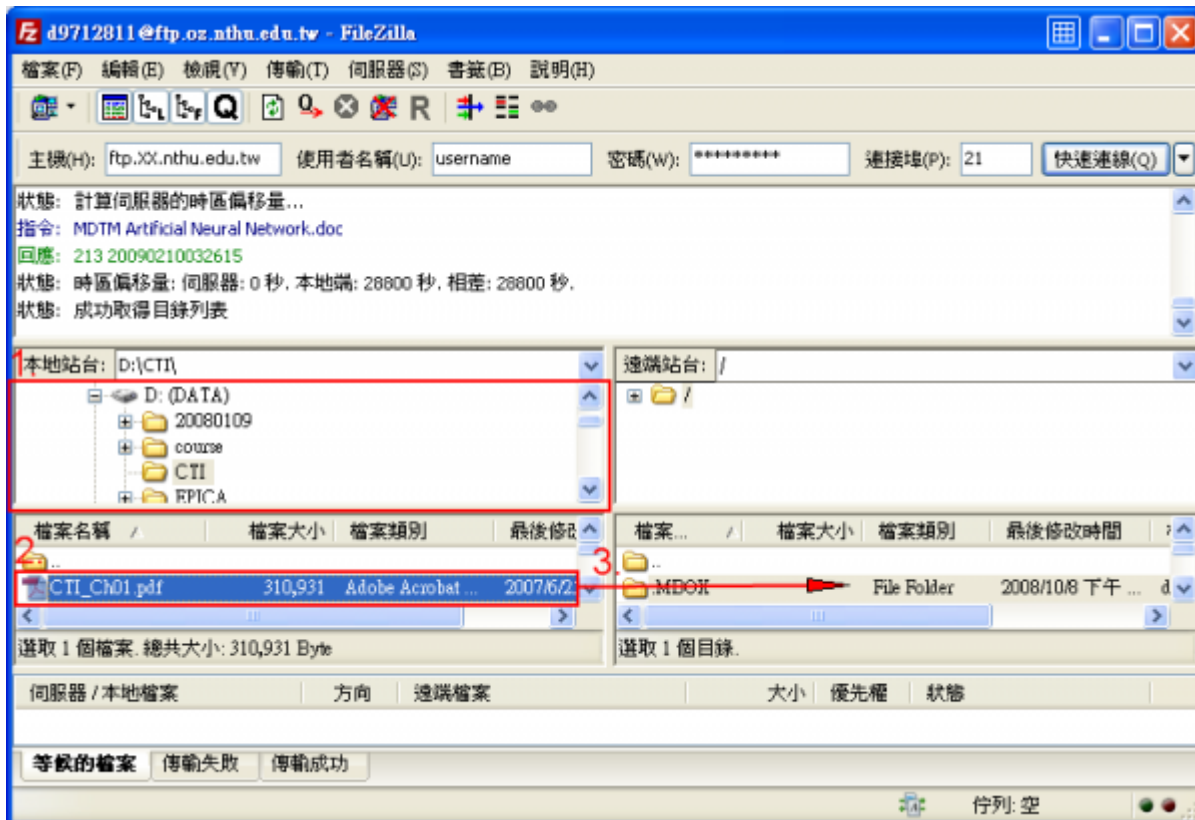 d9712811@ftp.oz.nthu.edu.tw - FileZilla
檔案(F) 編輯(E) 檢視(V) 傳輸(T) 伺服器(S) 書籤(B) 說明(H)
主機(H): ftp.XX.nthu.edu.tw 使用者名稱(U): username 密碼(W): ********* 連接埠(P): 21 快速連線(Q)
狀態: 計算伺服器的時區偏移量...
指令: MDTM Artificial Neural Network.doc
回應: 213 20090210032615
狀態: 時區偏移量: 伺服器: 0 秒. 本地端: 28800 秒. 相差: 28800 秒.
狀態: 成功取得目錄列表
1
本地站台: D:\CTI\ 遠端站台: /
D: (DATA) /
20080109
course
CTI
EPICA
檔案名稱 檔案大小 檔案類別 最後修改 檔案... 檔案大小 檔案類別 最後修改時間
2 .. 3. ..
CTI_Ch01.pdf 310,931 Adobe Acrobat ... 2007/6/2 .MBOX File Folder 2008/10/8 下午 ... d
選取 1 個檔案. 總共大小: 310,931 Byte 選取 1 個目錄.
伺服器 / 本地檔案 方向 遠端檔案 大小 優先權 狀態
等候的檔案 傳輸失敗 傳輸成功
佇列: 空